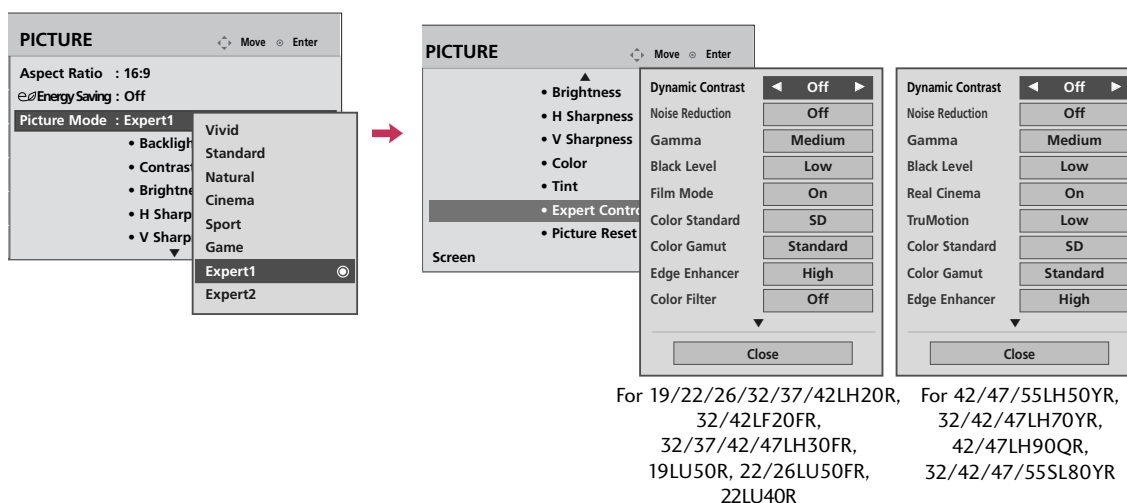 PICTURE
Move Enter
Aspect Ratio : 16:9
Energy Saving : Off
Picture Mode : Expert1
• Backligh
• Contras
• Brightne
• H Sharp
• V Sharp
Vivid
Standard
Natural
Cinema
Sport
Game
Expert1
Expert2
PICTURE
Move Enter
• Brightness
• H Sharpness
• V Sharpness
• Color
• Tint
• Expert Contro
• Picture Reset
Screen
Dynamic Contrast ◀ Off ▶
Noise Reduction Off
Gamma Medium
Black Level Low
Film Mode On
Color Standard SD
Color Gamut Standard
Edge Enhancer High
Color Filter Off
Close
For 19/22/26/32/37/42LH20R,
32/42LF20FR,
32/37/42/47LH30FR,
19LU50R, 22/26LU50FR,
22LU40R
Dynamic Contrast ◀ Off ▶
Noise Reduction Off
Gamma Medium
Black Level Low
Real Cinema On
TruMotion Low
Color Standard SD
Color Gamut Standard
Edge Enhancer High
Close
For 42/47/55LH50YR,
32/42/47LH70YR,
42/47LH90QR,
32/42/47/55SL80YR